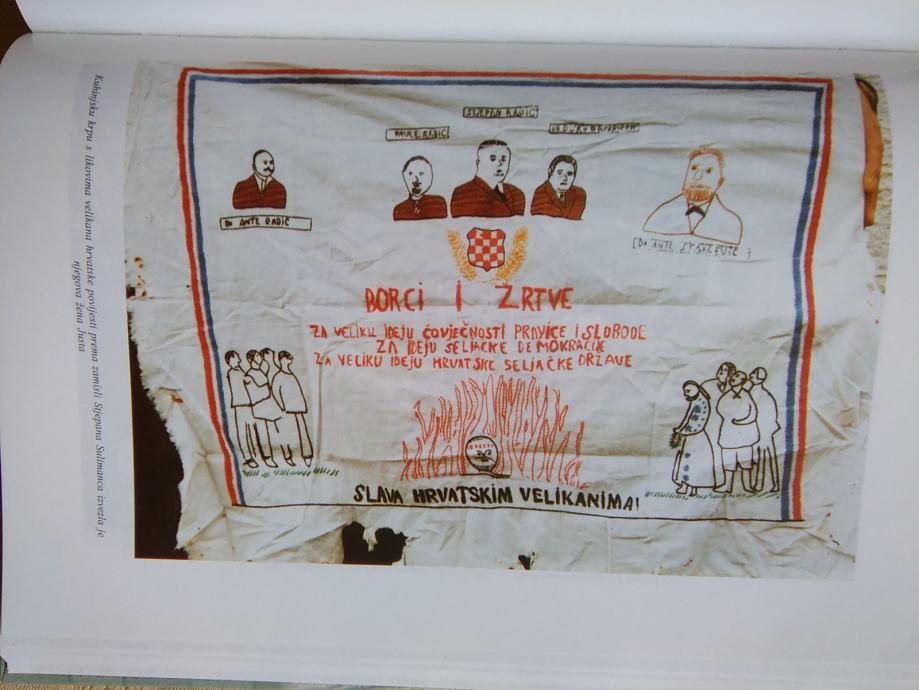 STJEPAN RADIĆ
PAVLE RADIĆ
Dr ANTE RADIĆ
BORCI I ŽRTVE
ZA VELIKU IDEJU ČOVJEČNOSTI PRAVICE I SLOBODE
ZA IDEJU SELJAČKE DEMOKRACIJE
ZA VELIKU IDEJU HRVATSKE SELJAČKE DRŽAVE
SLAVA HRVATSKIM VELIKANIMA!
Kuhinjsku krpu s likovima velikana hrvatske povijesti prema zamisli Stjepana Sulimanca izvezla je
njegova žena Justa